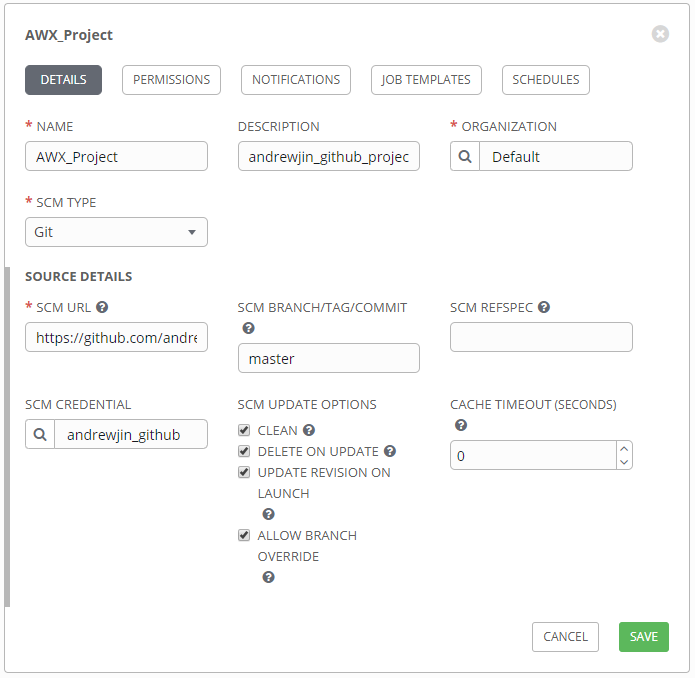 AWX_Project
DETAILS PERMISSIONS NOTIFICATIONS JOB TEMPLATES SCHEDULES
* NAME DESCRIPTION * ORGANIZATION
AWX_Project andrewjin_github_projec Default
* SCM TYPE
Git
SOURCE DETAILS
* SCM URL ? SCM BRANCH/TAG/COMMIT ? SCM REFSPEC ?
https://github.com/andre master
SCM CREDENTIAL SCM UPDATE OPTIONS CACHE TIMEOUT (SECONDS) ?
andrewjin_github 0
CLEAN ?
DELETE ON UPDATE ?
UPDATE REVISION ON
LAUNCH
?
ALLOW BRANCH
OVERRIDE
?
CANCEL SAVE